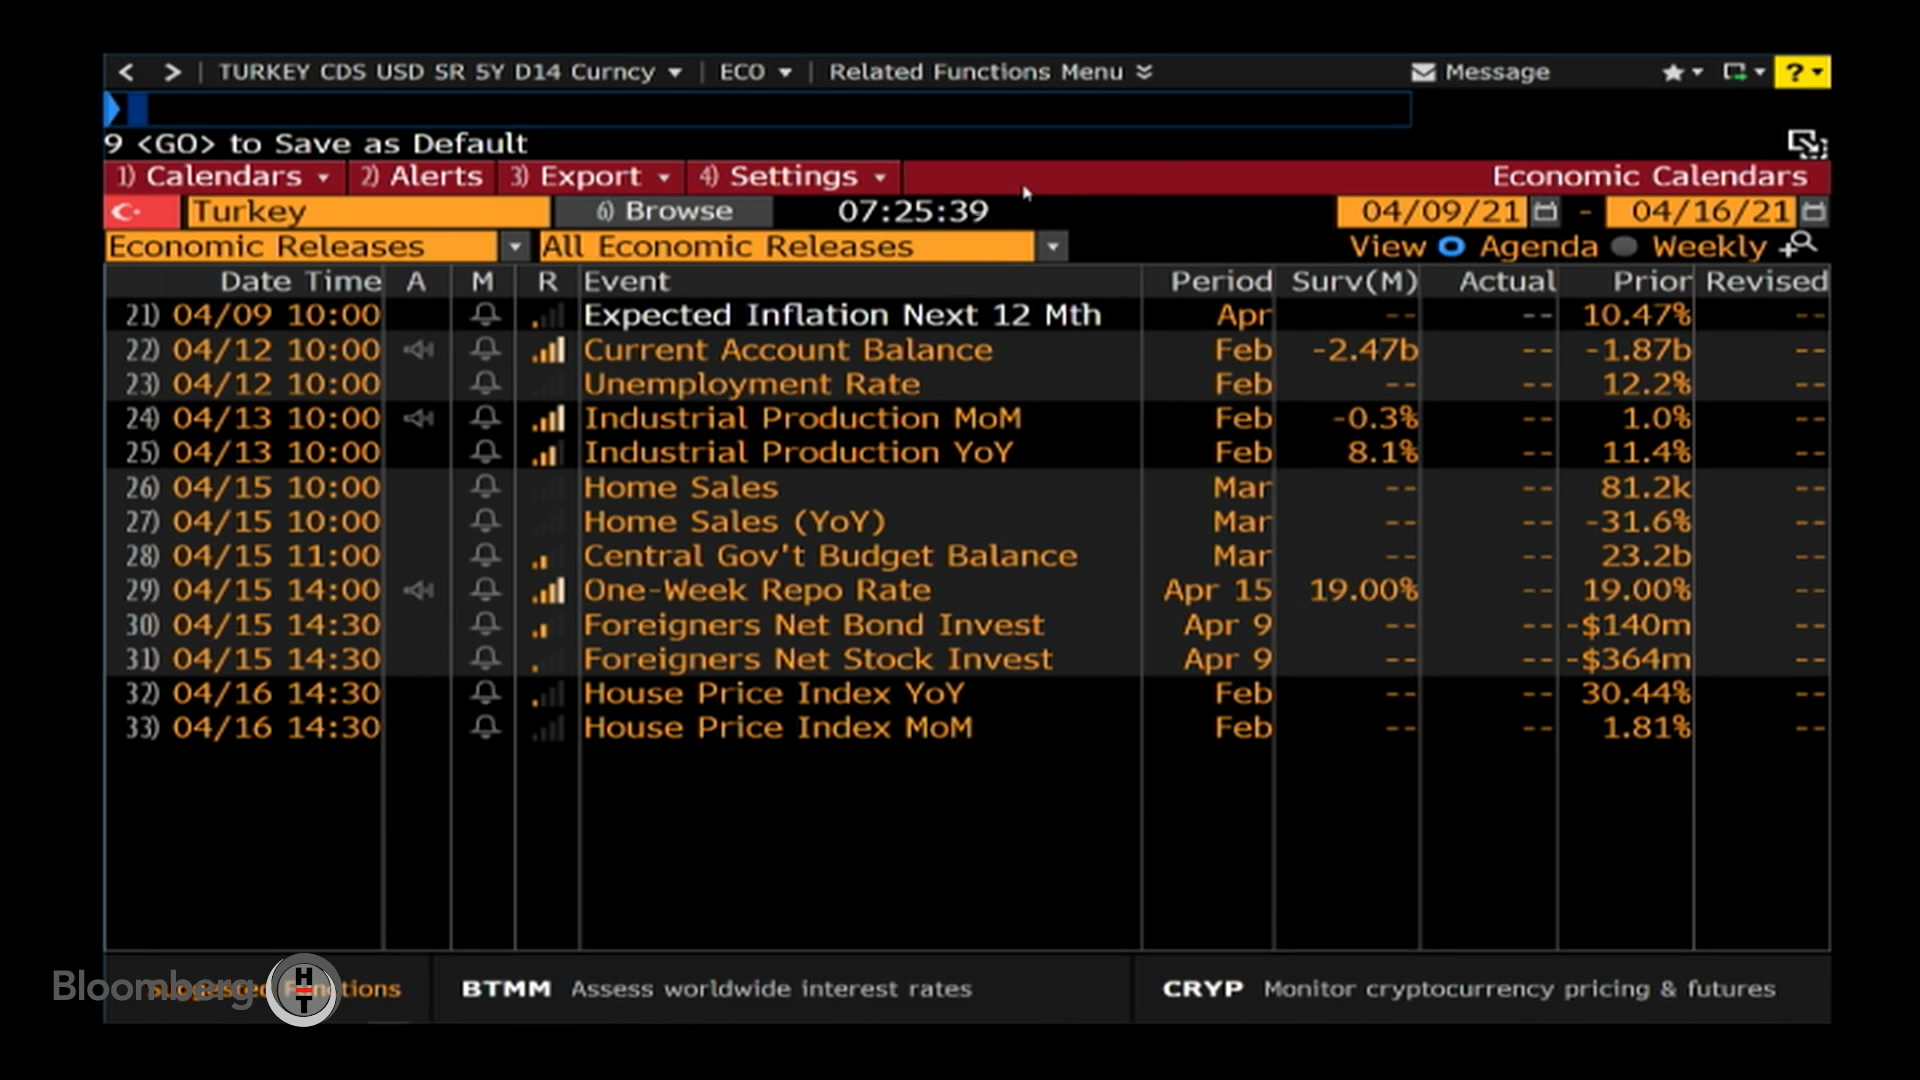 < > | TURKEY CDS USD SR 5Y D14 Curncy | ECO | Related Functions Menu Message ?
9 <GO> to Save as Default
1) Calendars 2) Alerts 3) Export 4) Settings Economic Calendars
Turkey 6) Browse 07:25:39 04/09/21 - 04/16/21
Economic Releases All Economic Releases View Agenda Weekly
Date Time A M R Event Period Surv(M) Actual Prior Revised
21) 04/09 10:00 Expected Inflation Next 12 Mth Apr -- -- 10.47% --
22) 04/12 10:00 Current Account Balance Feb -2.47b -- -1.87b --
23) 04/12 10:00 Unemployment Rate Feb -- -- 12.2% --
24) 04/13 10:00 Industrial Production MoM Feb -0.3% -- 1.0% --
25) 04/13 10:00 Industrial Production YoY Feb 8.1% -- 11.4% --
26) 04/15 10:00 Home Sales Mar -- -- 81.2k --
27) 04/15 10:00 Home Sales (YoY) Mar -- -- -31.6% --
28) 04/15 11:00 Central Gov't Budget Balance Mar -- -- 23.2b --
29) 04/15 14:00 One-Week Repo Rate Apr 15 19.00% -- 19.00% --
30) 04/15 14:30 Foreigners Net Bond Invest Apr 9 -- -- -$140m --
31) 04/15 14:30 Foreigners Net Stock Invest Apr 9 -- -- -$364m --
32) 04/16 14:30 House Price Index YoY Feb -- -- 30.44% --
33) 04/16 14:30 House Price Index MoM Feb -- -- 1.81% --
Suggested Functions BTMM Assess worldwide interest rates CRYP Monitor cryptocurrency pricing & futures
Bloomberg HT